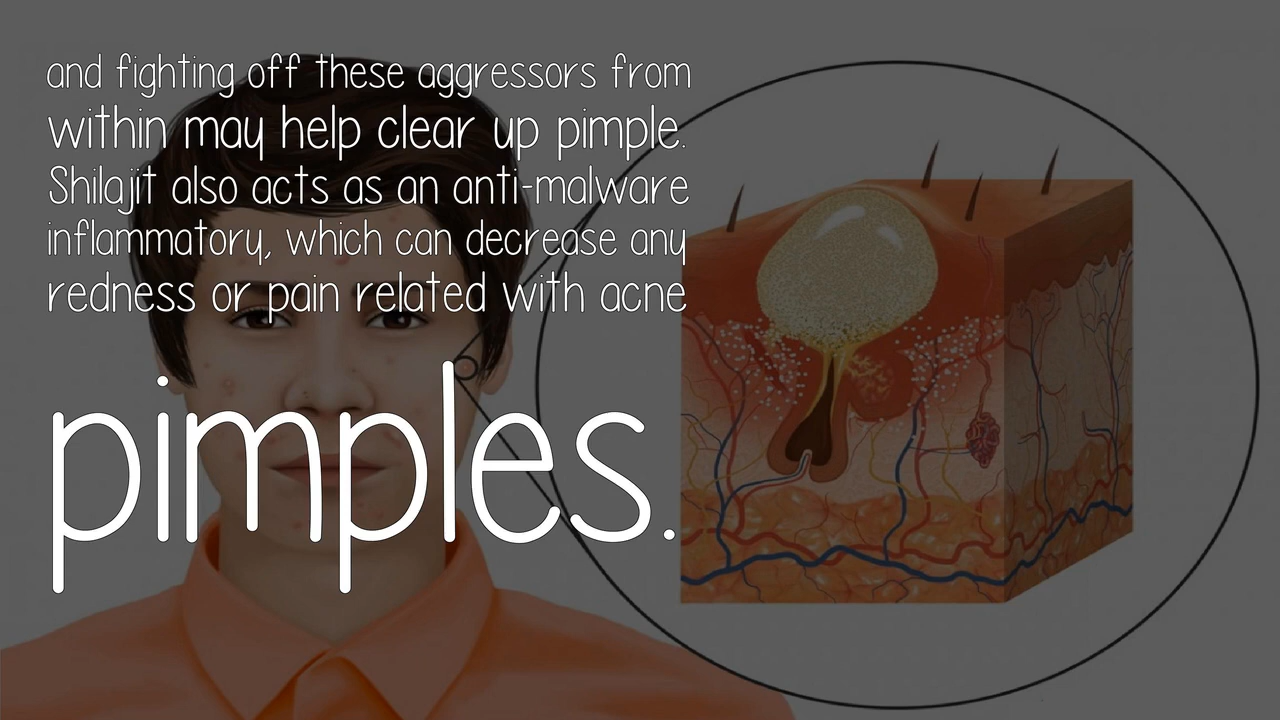 and fighting off these aggressors from
within may help clear up pimple.
Shilajit also acts as an anti-malware
inflammatory, which can decrease any
redness or pain related with acne
pimples.